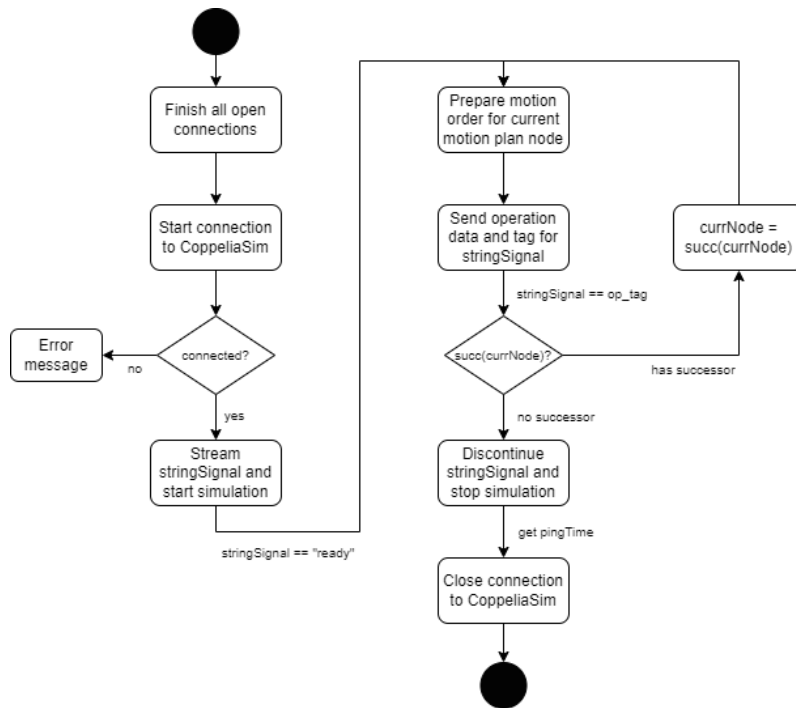 Finish all open
connections
Start connection
to CoppeliaSim
connected?
no
Error
message
yes
Stream
stringSignal and
start simulation
stringSignal == "ready"
Prepare motion
order for current
motion plan node
Send operation
data and tag for
stringSignal
stringSignal == op_tag
succ(currNode)?
has successor
currNode =
succ(currNode)
no successor
Discontinue
stringSignal and
stop simulation
get pingTime
Close connection
to CoppeliaSim